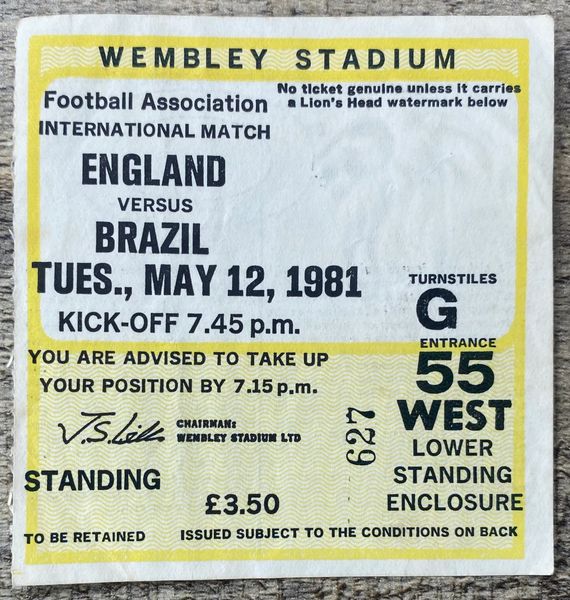 WEMBLEY STADIUM
Football Association
INTERNATIONAL MATCH
No ticket genuine unless it carries
a Lion's Head watermark below
ENGLAND
VERSUS
BRAZIL
TUES., MAY 12, 1981
KICK-OFF 7.45 p.m.
TURNSTILES
G
ENTRANCE
55
WEST
LOWER
STANDING
ENCLOSURE
YOU ARE ADVISED TO TAKE UP
YOUR POSITION BY 7.15 p.m.
CHAIRMAN:
WEMBLEY STADIUM LTD
627
STANDING
£3.50
TO BE RETAINED
ISSUED SUBJECT TO THE CONDITIONS ON BACK